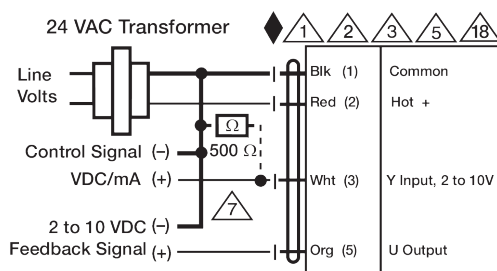 24 VAC Transformer
1 2 3 5 18
Line
Volts
Blk (1) Common
Red (2) Hot +
Ω
500 Ω
Control Signal (−)
VDC/mA (+)
Wht (3) Y Input, 2 to 10V
7
2 to 10 VDC (−)
Feedback Signal (+)
Org (5) U Output